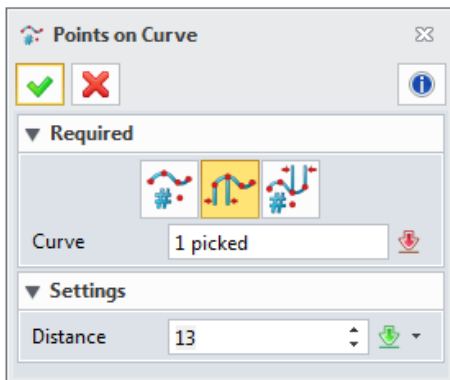 Points on Curve
Required
Curve 1 picked
Settings
Distance 13